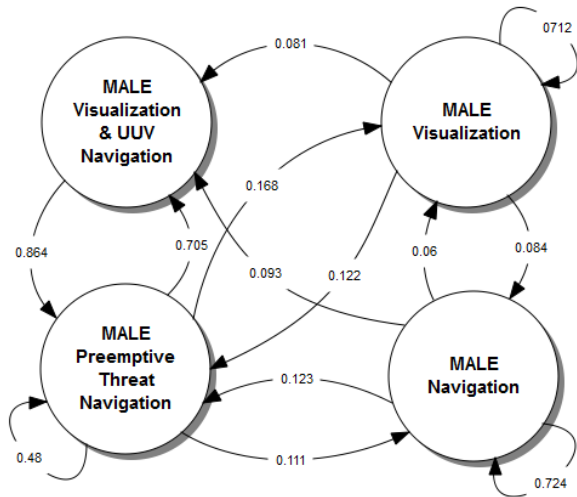 0712
0.081
MALE
Visualization
& UUV
Navigation
MALE
Visualization
0.168
0.705
0.864
0.093
0.122
0.06
0.084
MALE
Preemptive
Threat
Navigation
MALE
Navigation
0.123
0.111
0.48
0.724